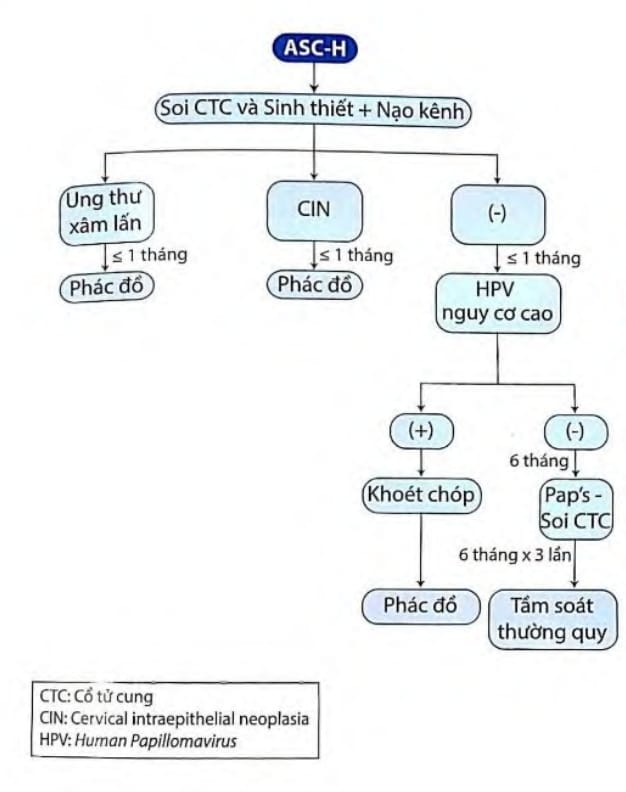 ASC-H
Soi CTC và Sinh thiết + Nạo kênh
Ung thư
xâm lấn
CIN
(-)
≤ 1 tháng
≤ 1 tháng
≤ 1 tháng
Phác đồ
Phác đồ
HPV
nguy cơ cao
(+)
(-)
6 tháng
Khoét chóp
Pap's -
Soi CTC
6 tháng x 3 lần
Phác đồ
Tầm soát
thường quy
CTC: Cổ tử cung
CIN: Cervical intraepithelial neoplasia
HPV: Human Papillomavirus